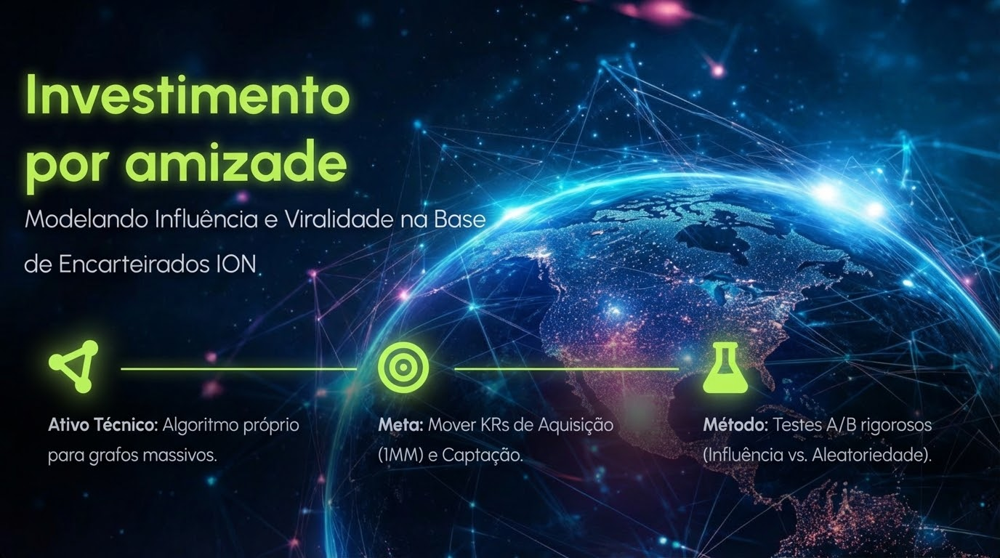 Investimento
por amizade
Modelando Influência e Viralidade na Base
de Encarteirados ION
Ativo Técnico: Algoritmo próprio
para grafos massivos.
Meta: Mover KRs de Aquisição
(1MM) e Captação.
Método: Testes A/B rigorosos
(Influência vs. Aleatoriedade).